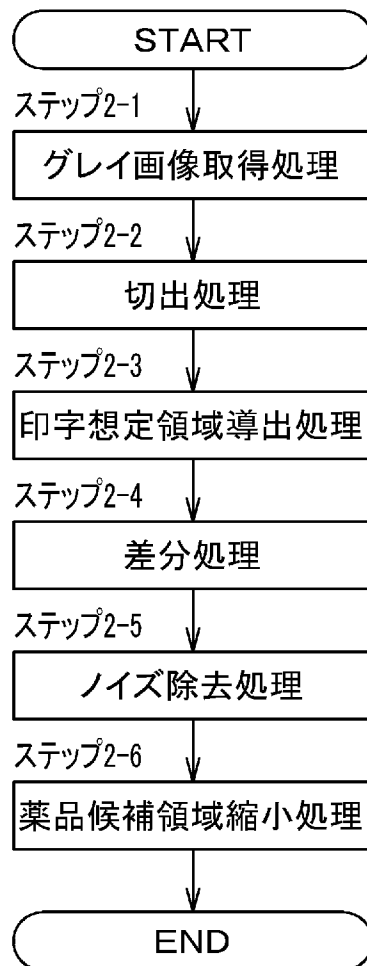 START
ステップ2-1
グレイ画像取得処理
ステップ2-2
切出処理
ステップ2-3
印字想定領域導出処理
ステップ2-4
差分処理
ステップ2-5
ノイズ除去処理
ステップ2-6
薬品候補領域縮小処理
END